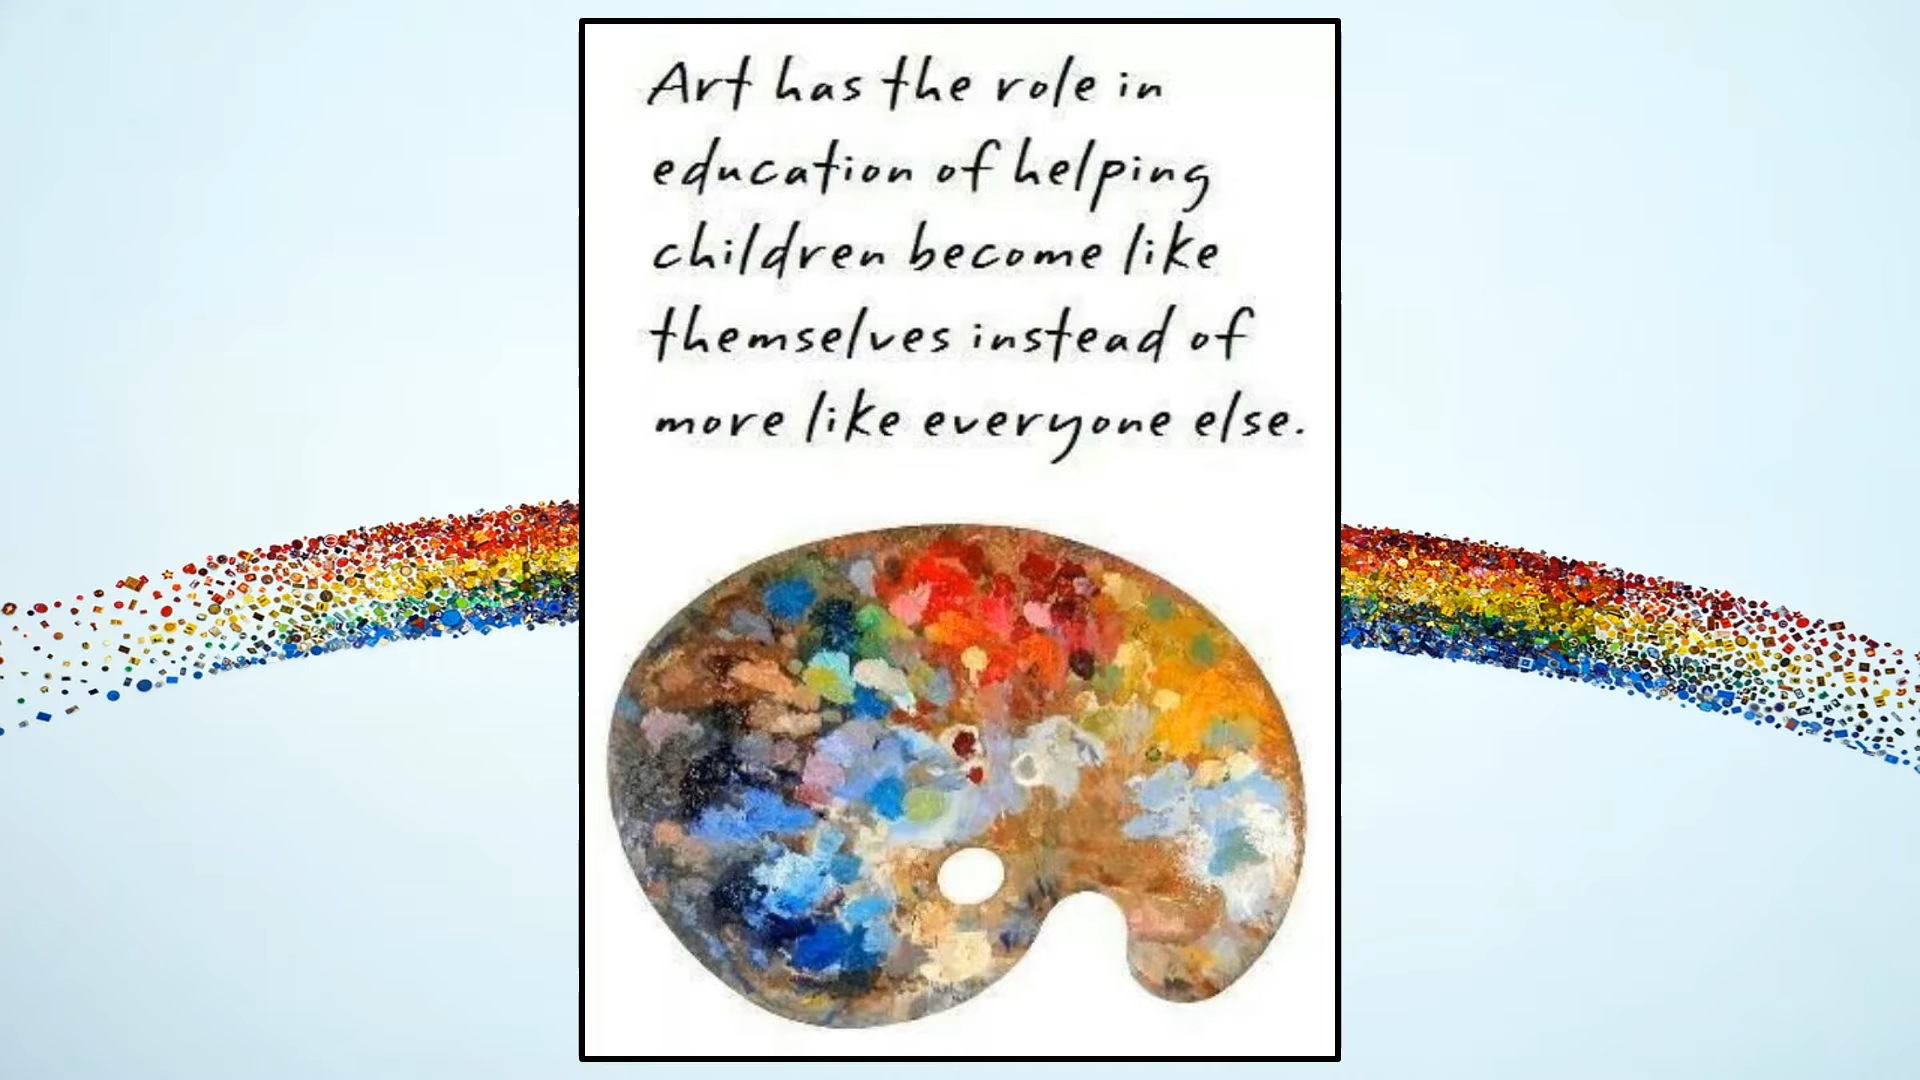 Art has the role in
education of helping
children become like
themselves instead of
more like everyone else.